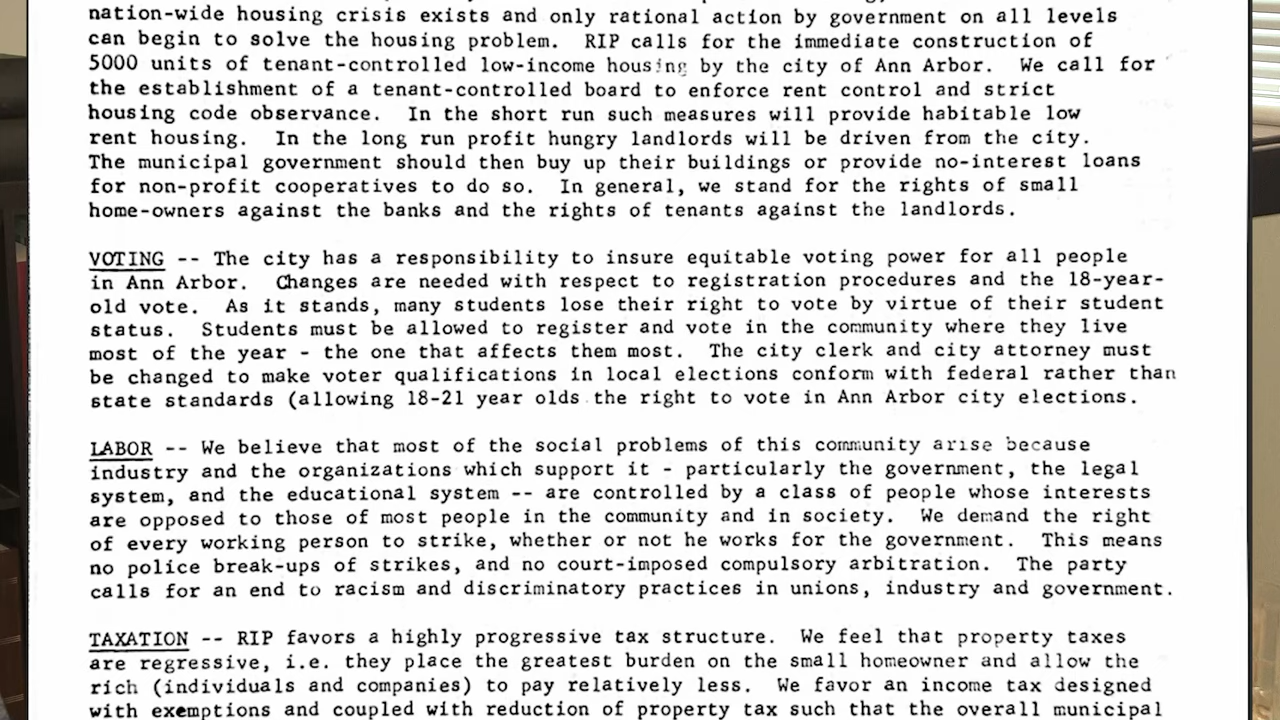 nation-wide housing crisis exists and only rational action by government on all levels
can begin to solve the housing problem.  RIP calls for the immediate construction of
5000 units of tenant-controlled low-income housing by the city of Ann Arbor.  We call for
the establishment of a tenant-controlled board to enforce rent control and strict
housing code observance.  In the short run such measures will provide habitable low
rent housing.  In the long run profit hungry landlords will be driven from the city.
The municipal government should then buy up their buildings or provide no-interest loans
for non-profit cooperatives to do so.  In general, we stand for the rights of small
home-owners against the banks and the rights of tenants against the landlords.
VOTING -- The city has a responsibility to insure equitable voting power for all people
in Ann Arbor.  Changes are needed with respect to registration procedures and the 18-year-
old vote.  As it stands, many students lose their right to vote by virtue of their student
status.  Students must be allowed to register and vote in the community where they live
most of the year - the one that affects them most.  The city clerk and city attorney must
be changed to make voter qualifications in local elections conform with federal rather than
state standards (allowing 18-21 year olds the right to vote in Ann Arbor city elections.
LABOR -- We believe that most of the social problems of this community arise because
industry and the organizations which support it - particularly the government, the legal
system, and the educational system -- are controlled by a class of people whose interests
are opposed to those of most people in the community and in society.  We demand the right
of every working person to strike, whether or not he works for the government.  This means
no police break-ups of strikes, and no court-imposed compulsory arbitration.  The party
calls for an end to racism and discriminatory practices in unions, industry and government.
TAXATION -- RIP favors a highly progressive tax structure.  We feel that property taxes
are regressive, i.e. they place the greatest burden on the small homeowner and allow the
rich (individuals and companies) to pay relatively less.  We favor an income tax designed
with exemptions and coupled with reduction of property tax such that the overall municipal